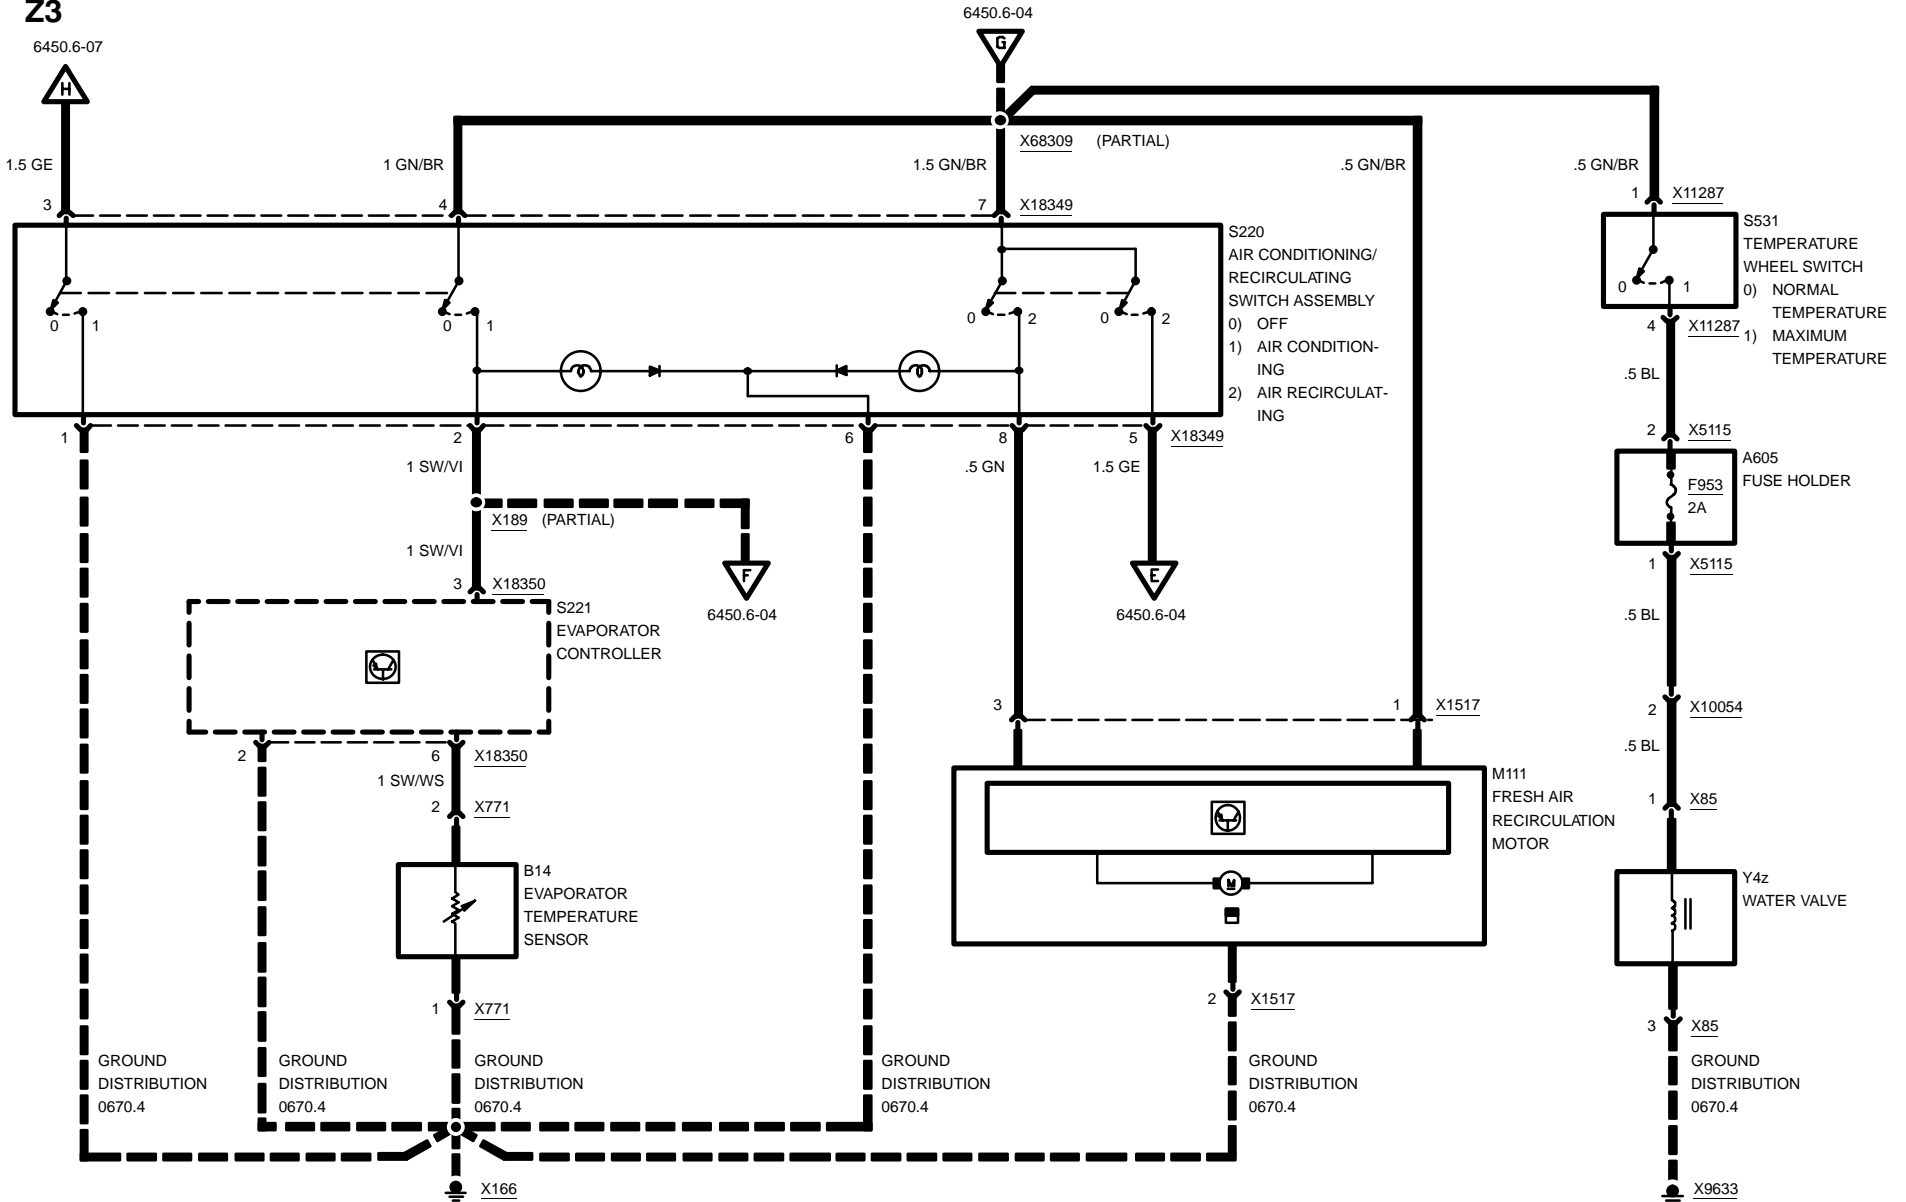 Z3
6450.6-07
H
6450.6-04
G
X68309 (PARTIAL)
1.5 GE
1 GN/BR
1.5 GN/BR
.5 GN/BR
.5 GN/BR
3
4
7
X18349
1
X11287
S220
AIR CONDITIONING/
RECIRCULATING
SWITCH ASSEMBLY
0) OFF
1) AIR CONDITION-
ING
2) AIR RECIRCULAT-
ING
0
1
0
1
0
2
0
2
S531
TEMPERATURE
WHEEL SWITCH
0) NORMAL
TEMPERATURE
1) MAXIMUM
TEMPERATURE
0
1
4
X11287
.5 BL
1
2
6
8
5
X18349
2
X5115
1 SW/VI
.5 GN
1.5 GE
A605
FUSE HOLDER
F953
2A
X189 (PARTIAL)
1 SW/VI
1
X5115
3
X18350
F
6450.6-04
E
6450.6-04
.5 BL
S221
EVAPORATOR
CONTROLLER
3
1
X1517
2
X10054
2
6
X18350
.5 BL
1 SW/WS
2
X771
M111
FRESH AIR
RECIRCULATION
MOTOR
M
1
X85
B14
EVAPORATOR
TEMPERATURE
SENSOR
Y4z
WATER VALVE
1
X771
2
X1517
3
X85
GROUND
DISTRIBUTION
0670.4
GROUND
DISTRIBUTION
0670.4
GROUND
DISTRIBUTION
0670.4
GROUND
DISTRIBUTION
0670.4
GROUND
DISTRIBUTION
0670.4
GROUND
DISTRIBUTION
0670.4
X166
X9633